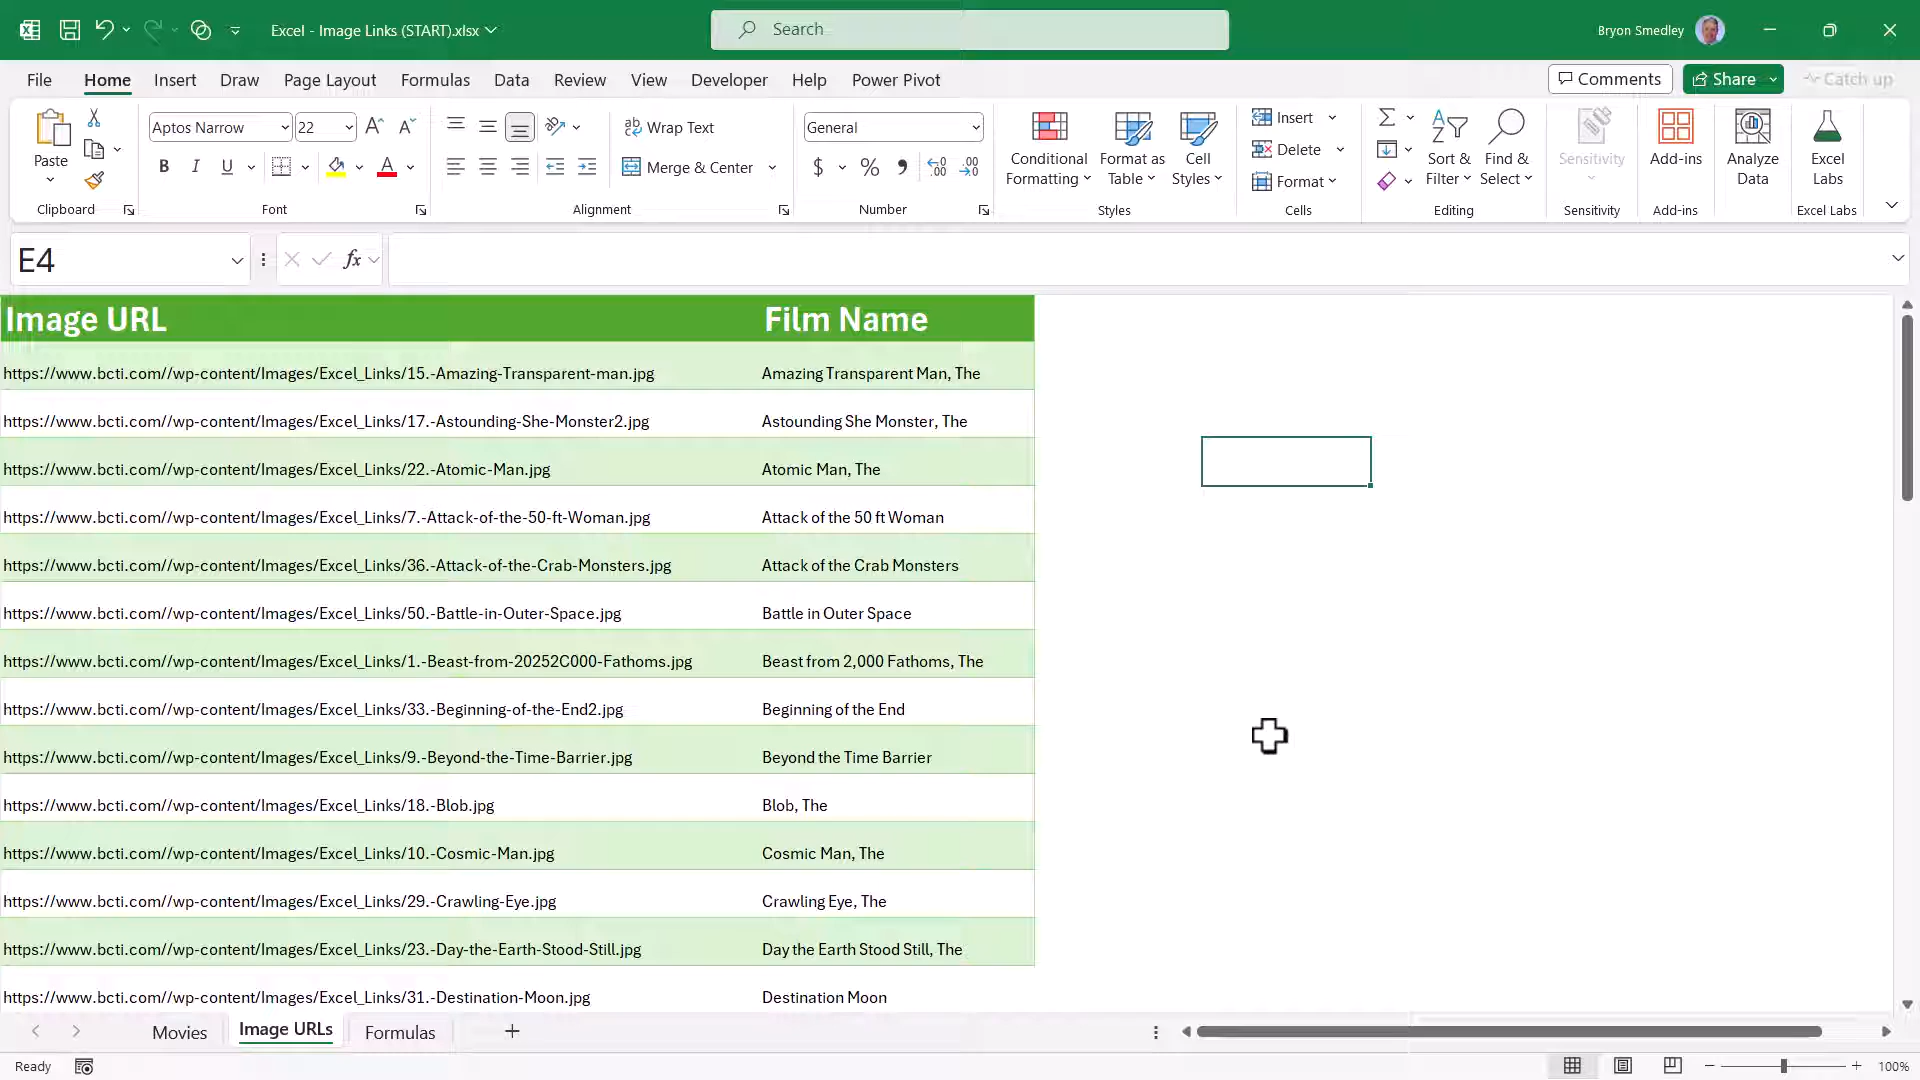 Excel - Image Links (START).xlsx
Search
Bryon Smedley
File Home Insert Draw Page Layout Formulas Data Review View Developer Help Power Pivot
Comments Share Catch up
Paste
Clipboard
Aptos Narrow 22
B I U
Font
Wrap Text
Merge & Center
Alignment
General
$ % , .00
Number
Conditional Formatting
Format as Table
Cell Styles
Styles
Insert
Delete
Format
Cells
Sort & Filter
Find & Select
Editing
Sensitivity
Sensitivity
Add-ins
Add-ins
Analyze Data
Excel Labs
Excel Labs
E4
fx
Image URL Film Name
https://www.bcti.com//wp-content/Images/Excel_Links/15.-Amazing-Transparent-man.jpg Amazing Transparent Man, The
https://www.bcti.com//wp-content/Images/Excel_Links/17.-Astounding-She-Monster2.jpg Astounding She Monster, The
https://www.bcti.com//wp-content/Images/Excel_Links/22.-Atomic-Man.jpg Atomic Man, The
https://www.bcti.com//wp-content/Images/Excel_Links/7.-Attack-of-the-50-ft-Woman.jpg Attack of the 50 ft Woman
https://www.bcti.com//wp-content/Images/Excel_Links/36.-Attack-of-the-Crab-Monsters.jpg Attack of the Crab Monsters
https://www.bcti.com//wp-content/Images/Excel_Links/50.-Battle-in-Outer-Space.jpg Battle in Outer Space
https://www.bcti.com//wp-content/Images/Excel_Links/1.-Beast-from-20252C000-Fathoms.jpg Beast from 2,000 Fathoms, The
https://www.bcti.com//wp-content/Images/Excel_Links/33.-Beginning-of-the-End2.jpg Beginning of the End
https://www.bcti.com//wp-content/Images/Excel_Links/9.-Beyond-the-Time-Barrier.jpg Beyond the Time Barrier
https://www.bcti.com//wp-content/Images/Excel_Links/18.-Blob.jpg Blob, The
https://www.bcti.com//wp-content/Images/Excel_Links/10.-Cosmic-Man.jpg Cosmic Man, The
https://www.bcti.com//wp-content/Images/Excel_Links/29.-Crawling-Eye.jpg Crawling Eye, The
https://www.bcti.com//wp-content/Images/Excel_Links/23.-Day-the-Earth-Stood-Still.jpg Day the Earth Stood Still, The
https://www.bcti.com//wp-content/Images/Excel_Links/31.-Destination-Moon.jpg Destination Moon
Movies Image URLs Formulas
Ready 100%